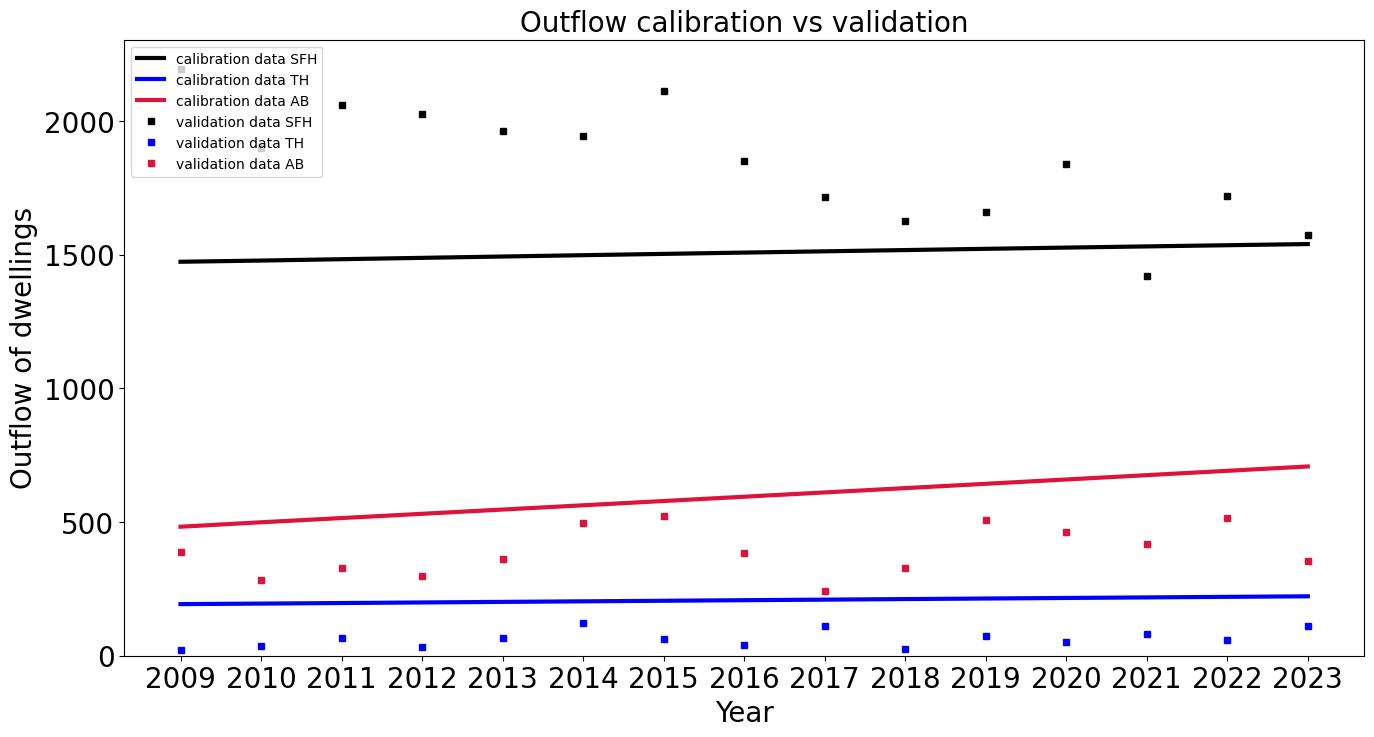 Outflow calibration vs validation
calibration data SFH
calibration data TH
calibration data AB
validation data SFH
validation data TH
validation data AB
2000
1500
1000
500
0
Outflow of dwellings
2009 2010 2011 2012 2013 2014 2015 2016 2017 2018 2019 2020 2021 2022 2023
Year